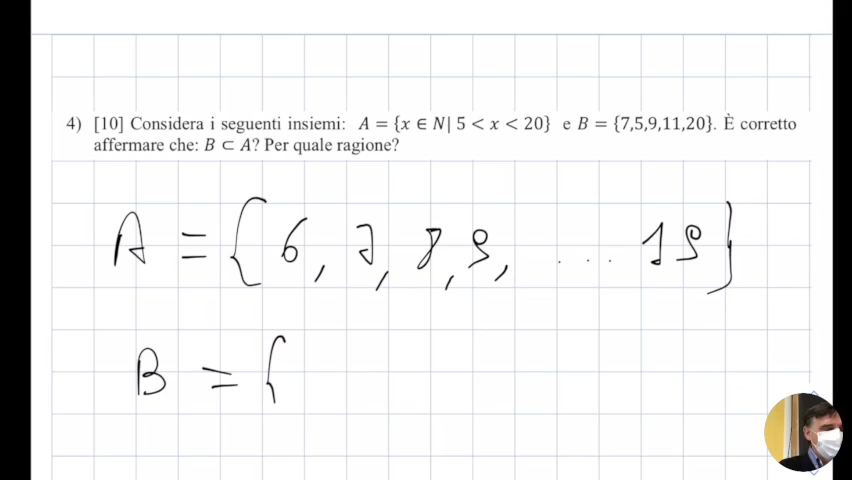 4) [10] Considera i seguenti insiemi: A = {x ∈ N| 5 < x < 20} e B = {7,5,9,11,20}. È corretto
affermare che: B ⊂ A? Per quale ragione?
A = {6, 7, 8, 9, ... 19}
B = {